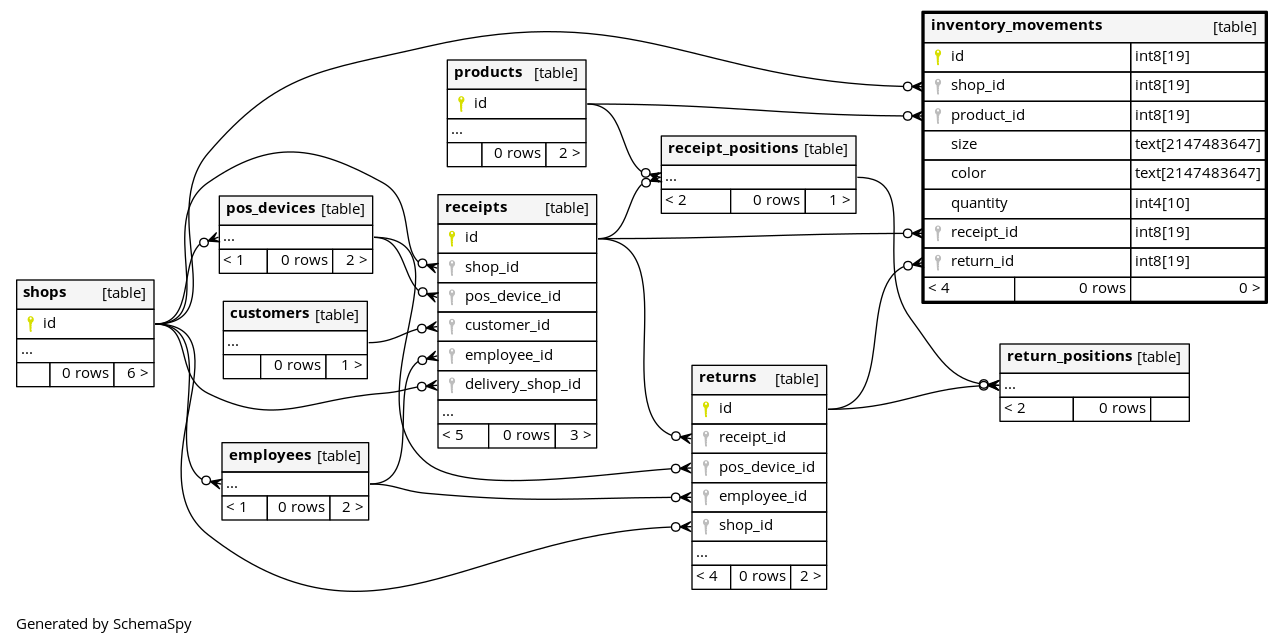 inventory_movements [table]
id int8[19]
shop_id int8[19]
product_id int8[19]
size text[2147483647]
color text[2147483647]
quantity int4[10]
receipt_id int8[19]
return_id int8[19]
< 4 0 rows 0 >
products [table]
id
...
0 rows 2 >
receipt_positions [table]
...
< 2 0 rows 1 >
pos_devices [table]
...
< 1 0 rows 2 >
receipts [table]
id
shop_id
pos_device_id
customer_id
employee_id
delivery_shop_id
...
< 5 0 rows 3 >
shops [table]
id
...
0 rows 6 >
customers [table]
...
0 rows 1 >
return_positions [table]
...
< 2 0 rows
returns [table]
id
receipt_id
pos_device_id
employee_id
shop_id
...
< 4 0 rows 2 >
employees [table]
...
< 1 0 rows 2 >
Generated by SchemaSpy